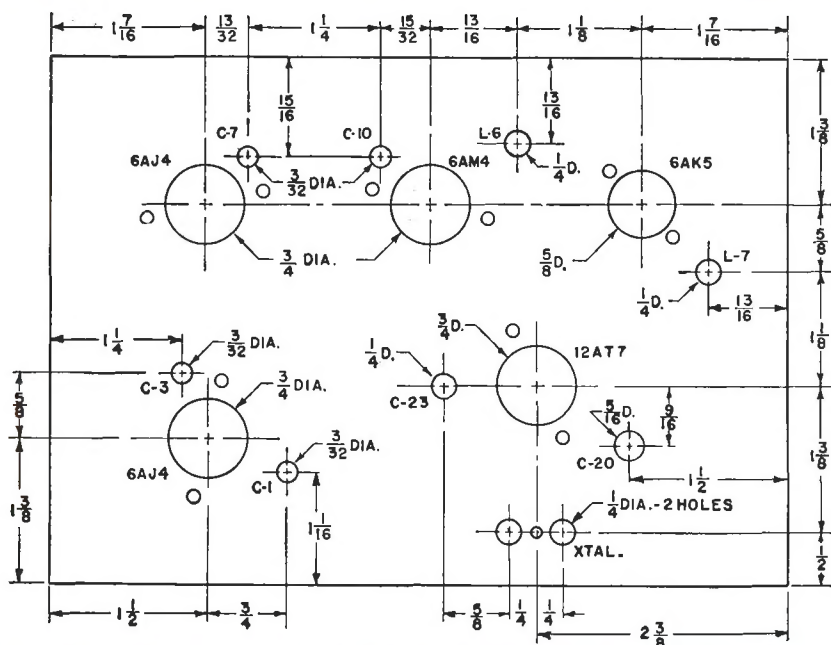 1 7/16 13/32 1 1/4 15/32 13/16 1 1/8 1 7/16
15/16 13/16 1 3/8
C-7 C-10 L-6
6AJ4 6AM4 6AK5
3/32 DIA. 1/4 D.
5/8
3/4 DIA. 5/8 D. L-7
1/4 D. 13/16
1 1/4 3/32 DIA. 3/4 D. 1 1/8
1/4 D. 12AT7
C-3 3/4 DIA.
5/8 C-23 5/16 D. 9/16
3/32 DIA. 1 3/8
6AJ4 C-1 C-20 1 1/2
1 3/8 1 1/16 1/4 DIA.-2 HOLES
XTAL. 1/2
1 1/2 3/4 5/8 1/4 1/4
2 3/8